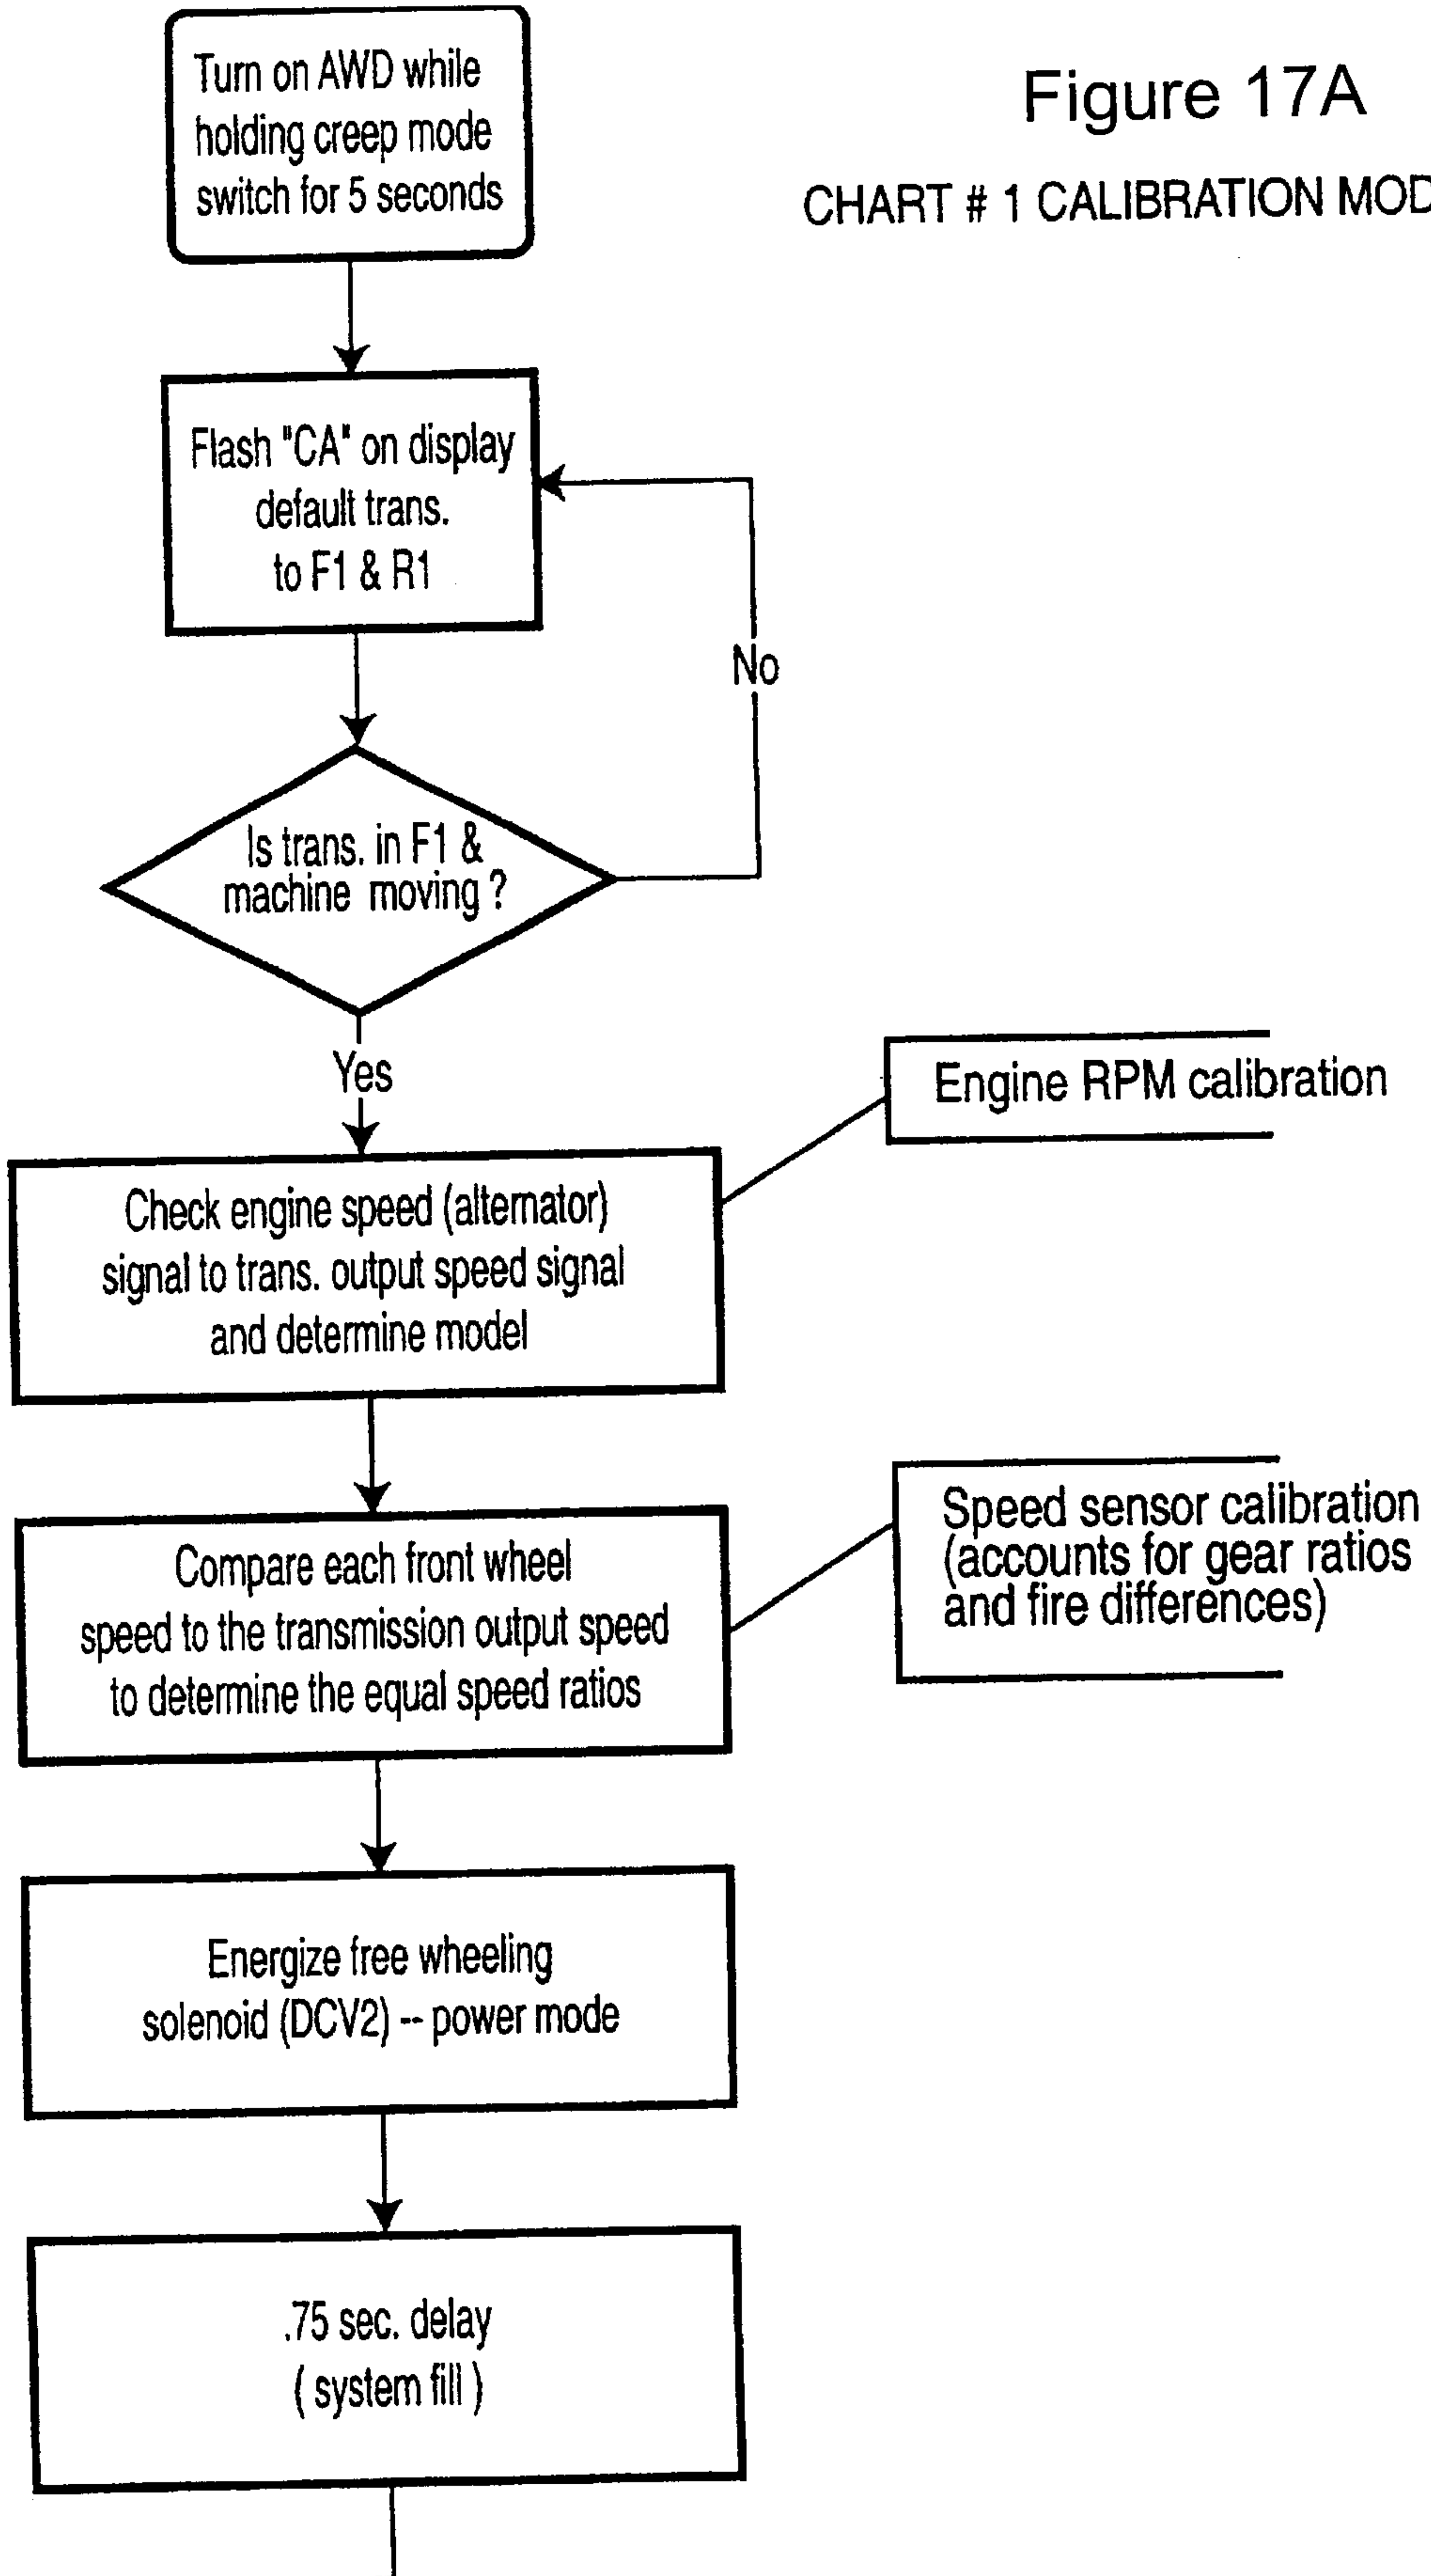 Figure 17A
CHART # 1 CALIBRATION MOD
Turn on AWD while
holding creep mode
switch for 5 seconds
Flash "CA" on display
default trans.
to F1 & R1
No
Is trans. in F1 &
machine moving ?
Yes
Engine RPM calibration
Check engine speed (alternator)
signal to trans. output speed signal
and determine model
Speed sensor calibration
(accounts for gear ratios
and fire differences)
Compare each front wheel
speed to the transmission output speed
to determine the equal speed ratios
Energize free wheeling
solenoid (DCV2) -- power mode
.75 sec. delay
( system fill )